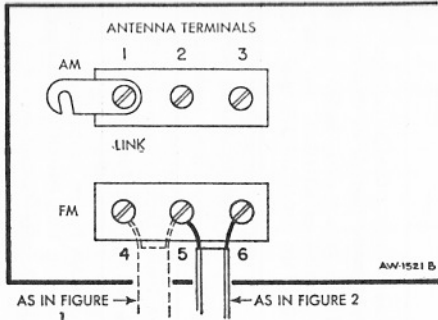 ANTENNA TERMINALS
1 2 3
AM
LINK
FM
4 5 6
AW-1521 B
AS IN FIGURE 1
AS IN FIGURE 2